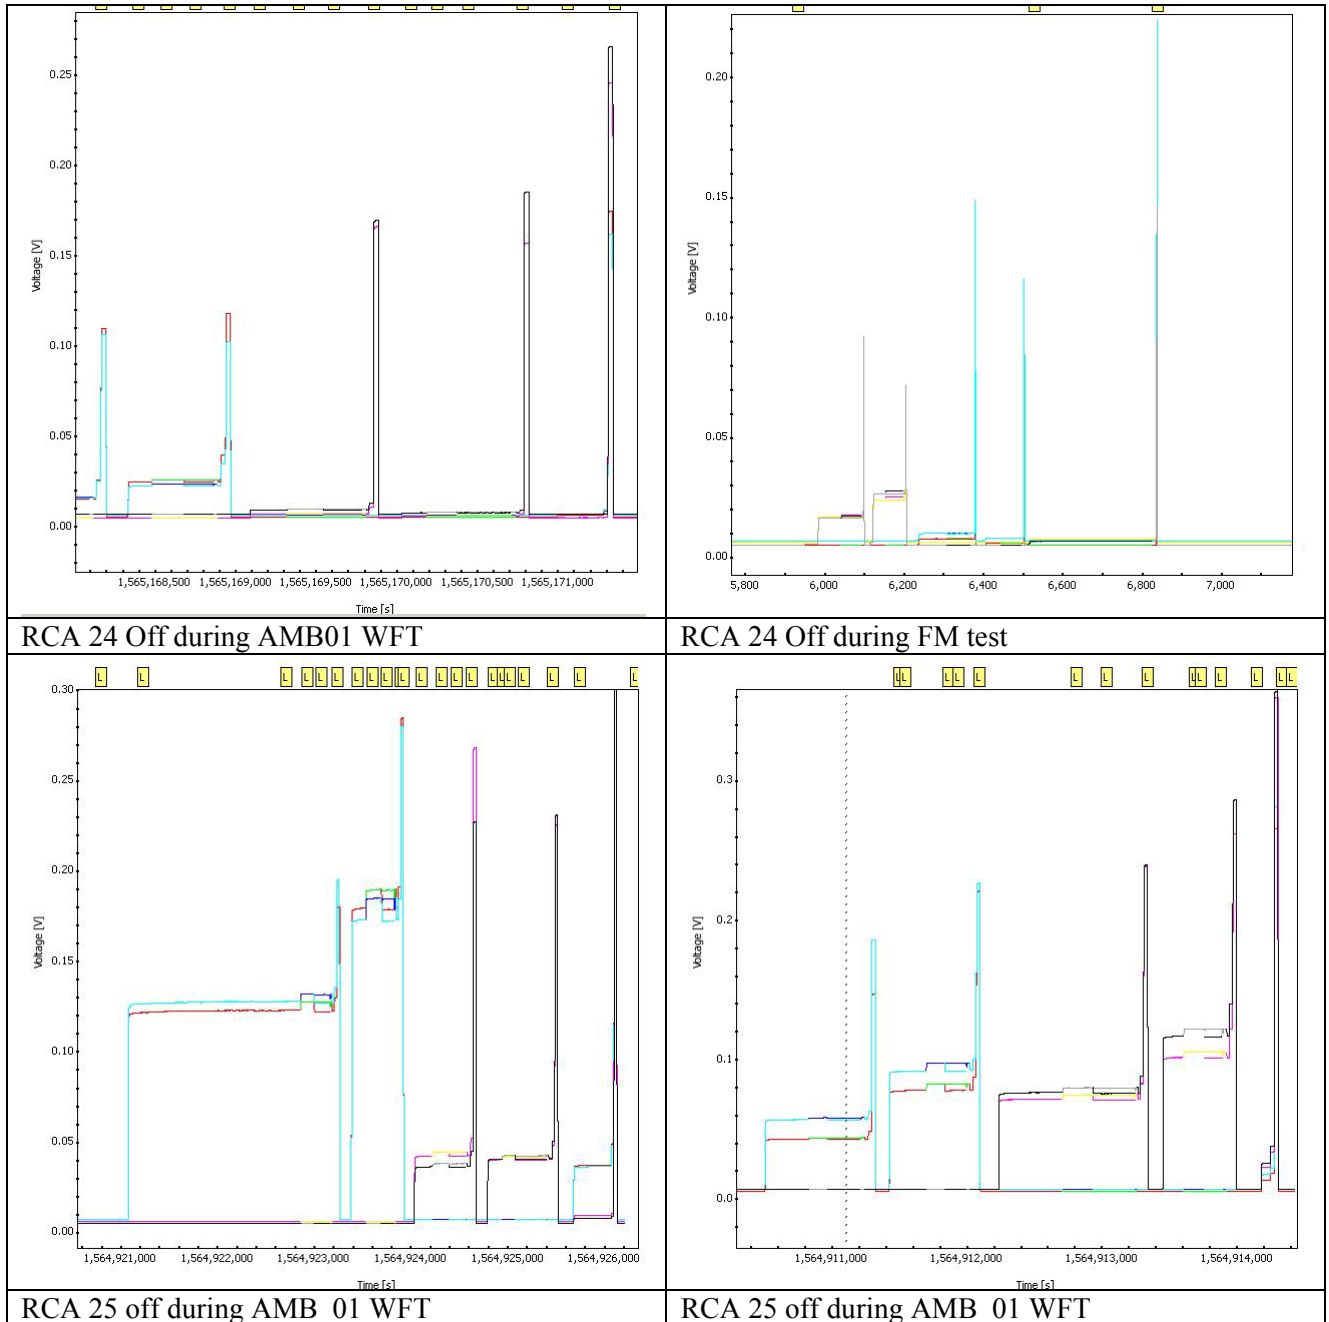 0.25
0.20
0.15
0.10
0.05
0.00
Voltage [V]
1,565,168,500 1,565,169,000 1,565,169,500 1,565,170,000 1,565,170,500 1,565,171,000
Time [s]
0.20
0.15
0.10
0.05
0.00
Voltage [V]
5,800 6,000 6,200 6,400 6,600 6,800 7,000
RCA 24 Off during AMB01 WFT
RCA 24 Off during FM test
L L L L L L L L L L L L L L L L L L L L L
0.30
0.25
0.20
0.15
0.10
0.05
0.00
Voltage [V]
1,564,921,000 1,564,922,000 1,564,923,000 1,564,924,000 1,564,925,000 1,564,926,000
Time [s]
L L L L L L L L L L L L L L
0.3
0.2
0.1
0.0
Voltage [V]
1,564,911,000 1,564,912,000 1,564,913,000 1,564,914,000
Time [s]
RCA 25 off during AMB_01 WFT
RCA 25 off during AMB_01 WFT